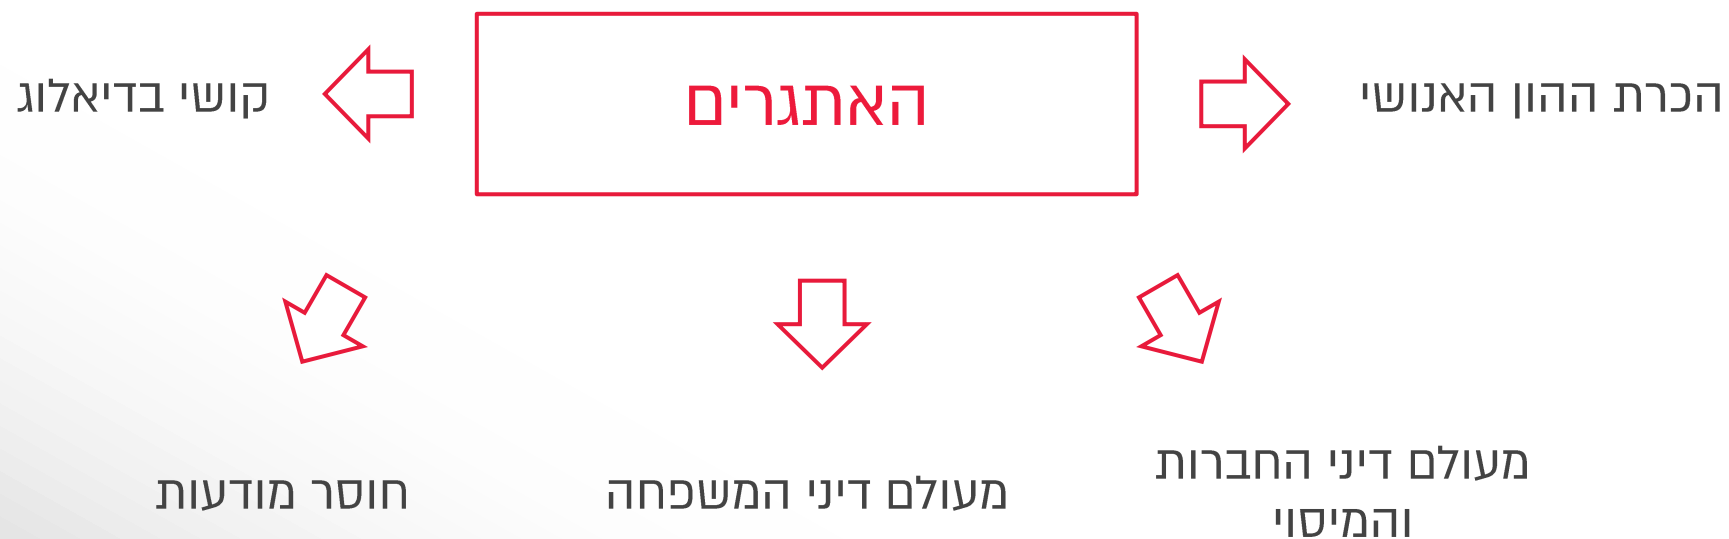 האתגרים
הכרת ההון האנושי
קושי בדיאלוג
מעולם דיני החברות
והמיסוי
מעולם דיני המשפחה
חוסר מודעות